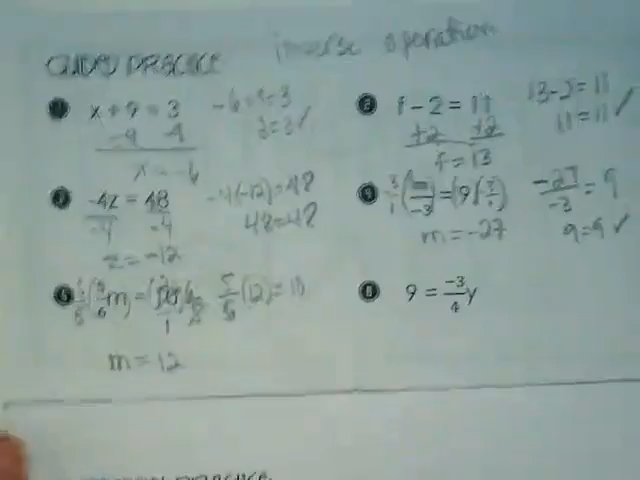 inverse operation
GUIDED PRACTICE
x + 9 = 3
-9 -9
x = -6
-6 + 9 = 3
3 = 3 ✓
f - 2 = 11
+2 +2
f = 13
13 - 2 = 11
11 = 11 ✓
-4z = 48
-4 -4
z = -12
-4(-12) = 48
48 = 48
(m/-3) = (9)
m = -27
-27/-3 = 9
9 = 9 ✓
m = 12
(12) = 10
9 = -3/4 y